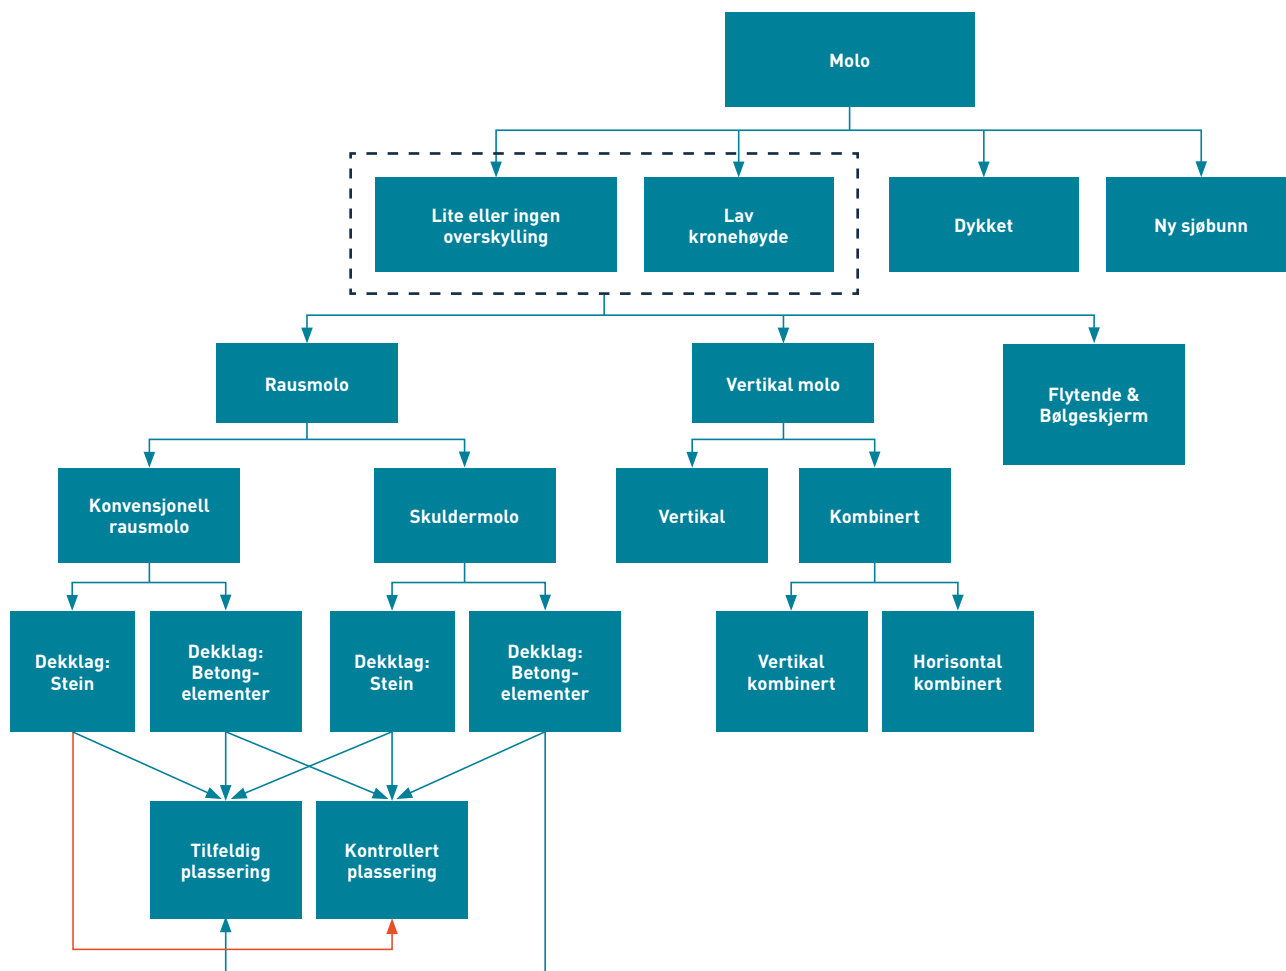 Molo
Lite eller ingen
overskylling
Lav
kronehøyde
Dykket
Ny sjøbunn
Rausmolo
Vertikal molo
Flytende &
Bølgeskjerm
Konvensjonell
rausmolo
Skuldermolo
Vertikal
Kombinert
Dekklag:
Stein
Dekklag:
Betong-
elementer
Dekklag:
Stein
Dekklag:
Betong-
elementer
Vertikal
kombinert
Horisontal
kombinert
Tilfeldig
plassering
Kontrollert
plassering